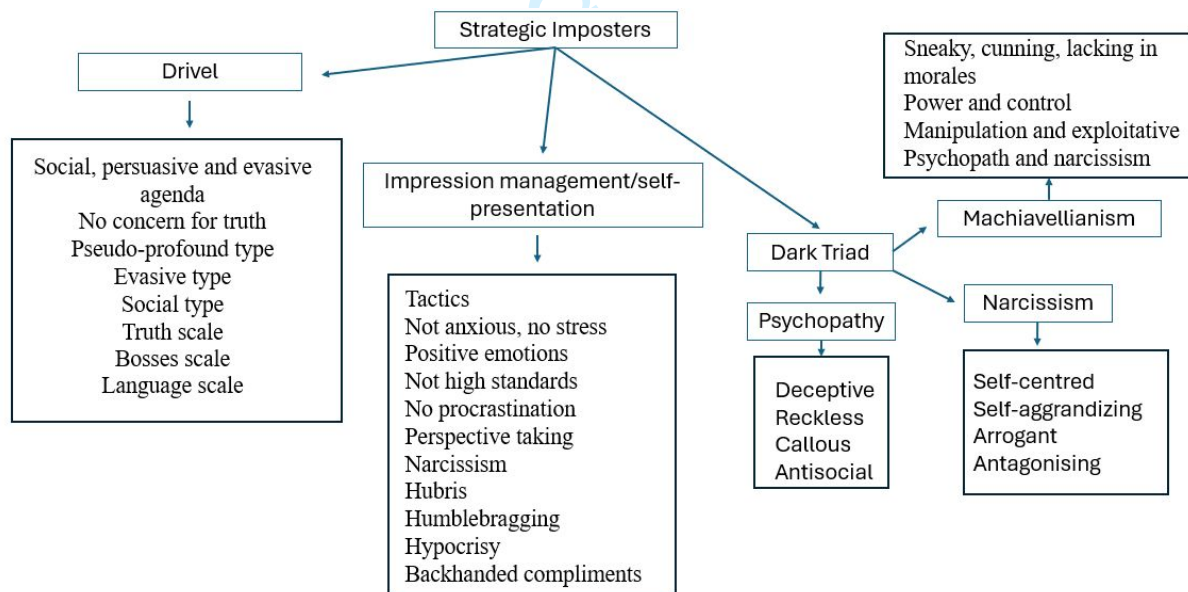 Strategic Imposters
Drivel
Social, persuasive and evasive
agenda
No concern for truth
Pseudo-profound type
Evasive type
Social type
Truth scale
Bosses scale
Language scale
Impression management/self-
presentation
Tactics
Not anxious, no stress
Positive emotions
Not high standards
No procrastination
Perspective taking
Narcissism
Hubris
Humblebragging
Hypocrisy
Backhanded compliments
Dark Triad
Psychopathy
Deceptive
Reckless
Callous
Antisocial
Sneaky, cunning, lacking in
morales
Power and control
Manipulation and exploitative
Psychopath and narcissism
Machiavellianism
Narcissism
Self-centred
Self-aggrandizing
Arrogant
Antagonising